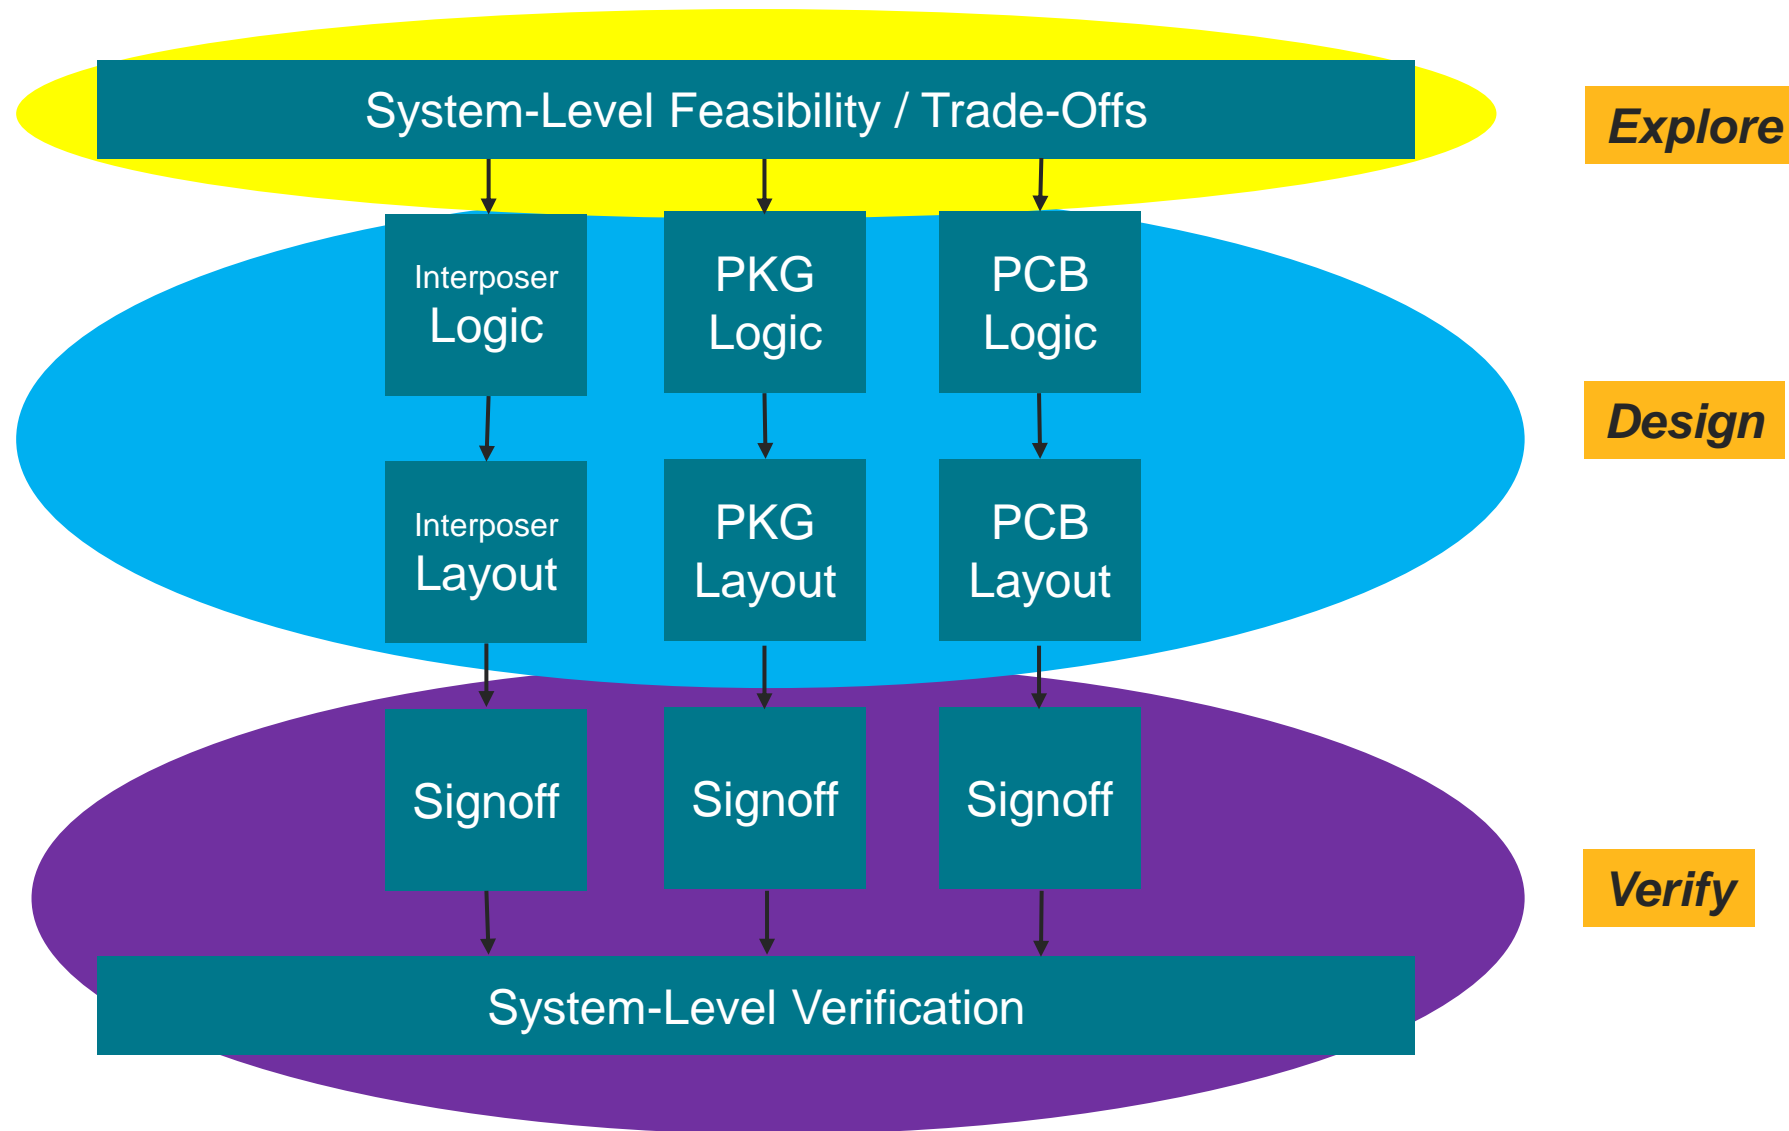 System-Level Feasibility / Trade-Offs
Explore
Interposer
Logic
PKG
Logic
PCB
Logic
Design
Interposer
Layout
PKG
Layout
PCB
Layout
Signoff
Signoff
Signoff
Verify
System-Level Verification